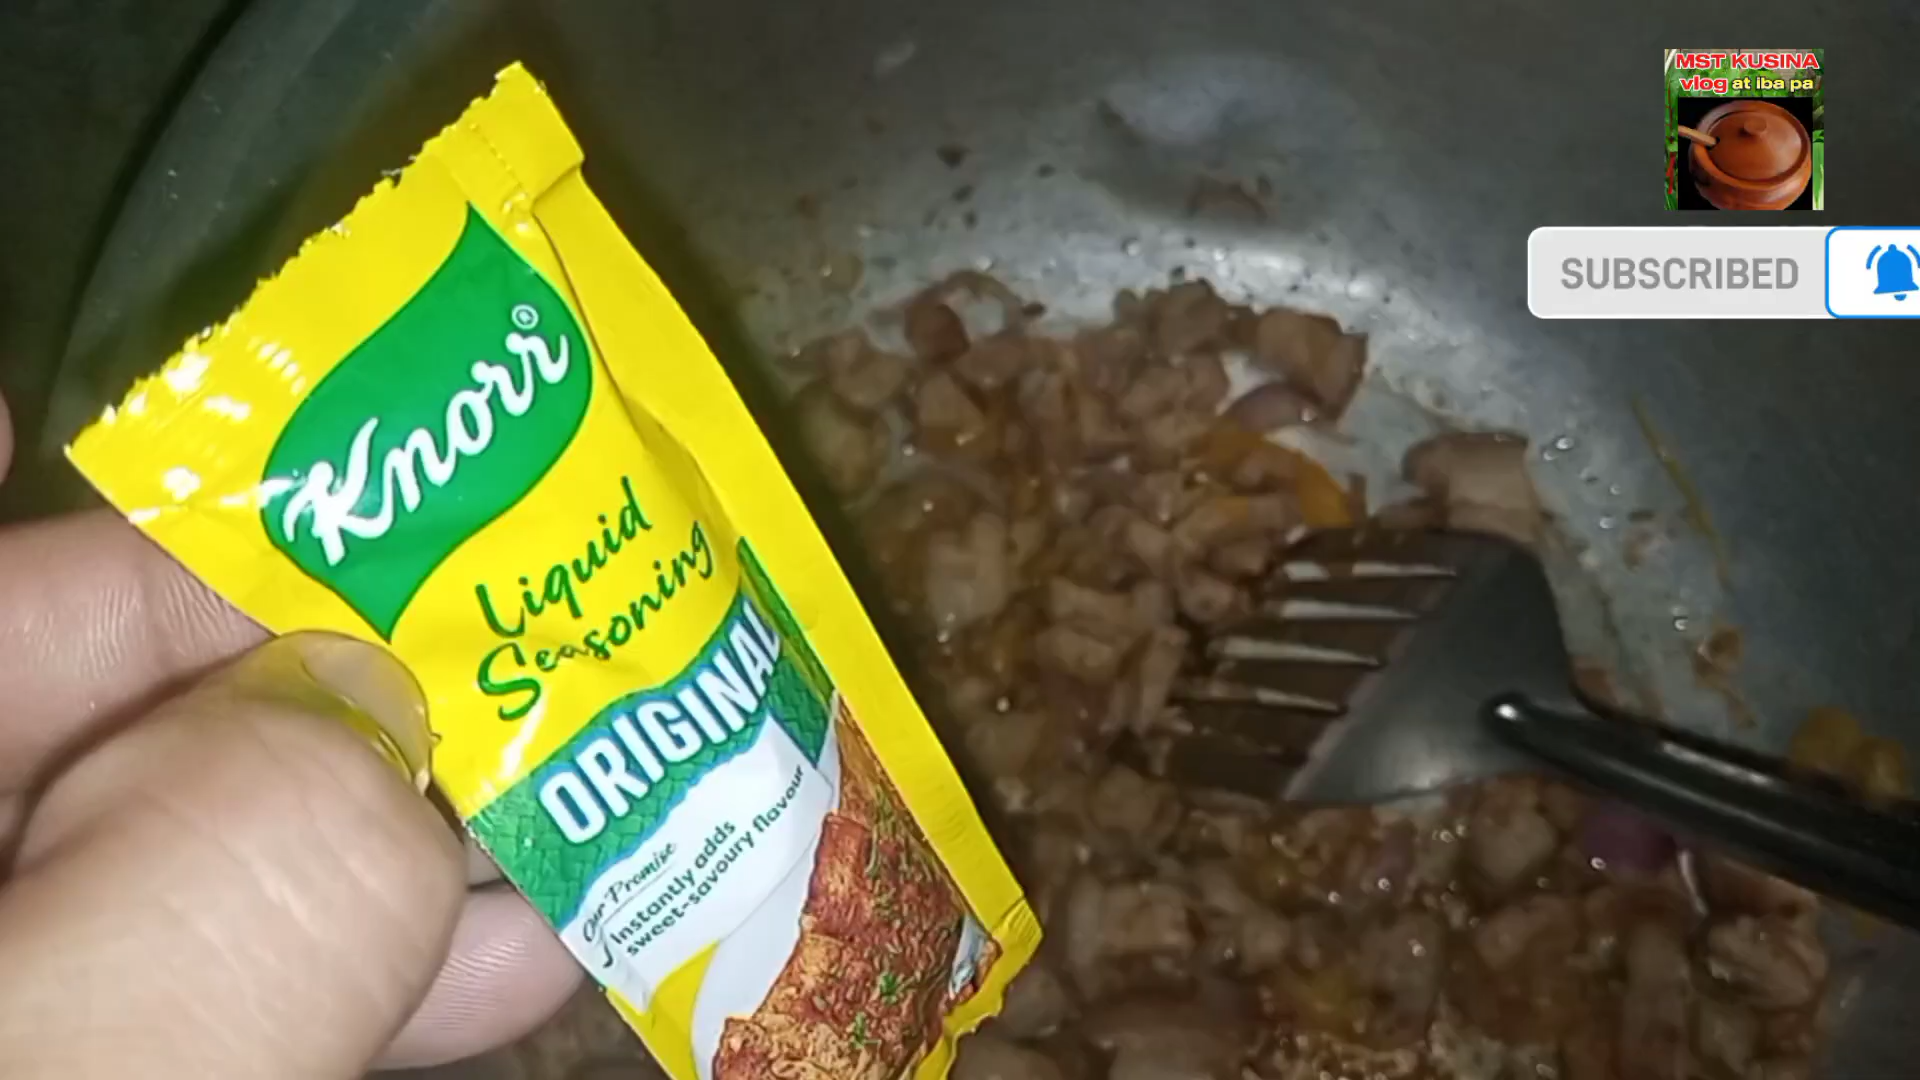 MST KUSINA
vlog at iba pa
SUBSCRIBED
Knorr®
Liquid
Seasoning
ORIGINAL
Our Promise
Instantly adds
sweet-savoury flavour